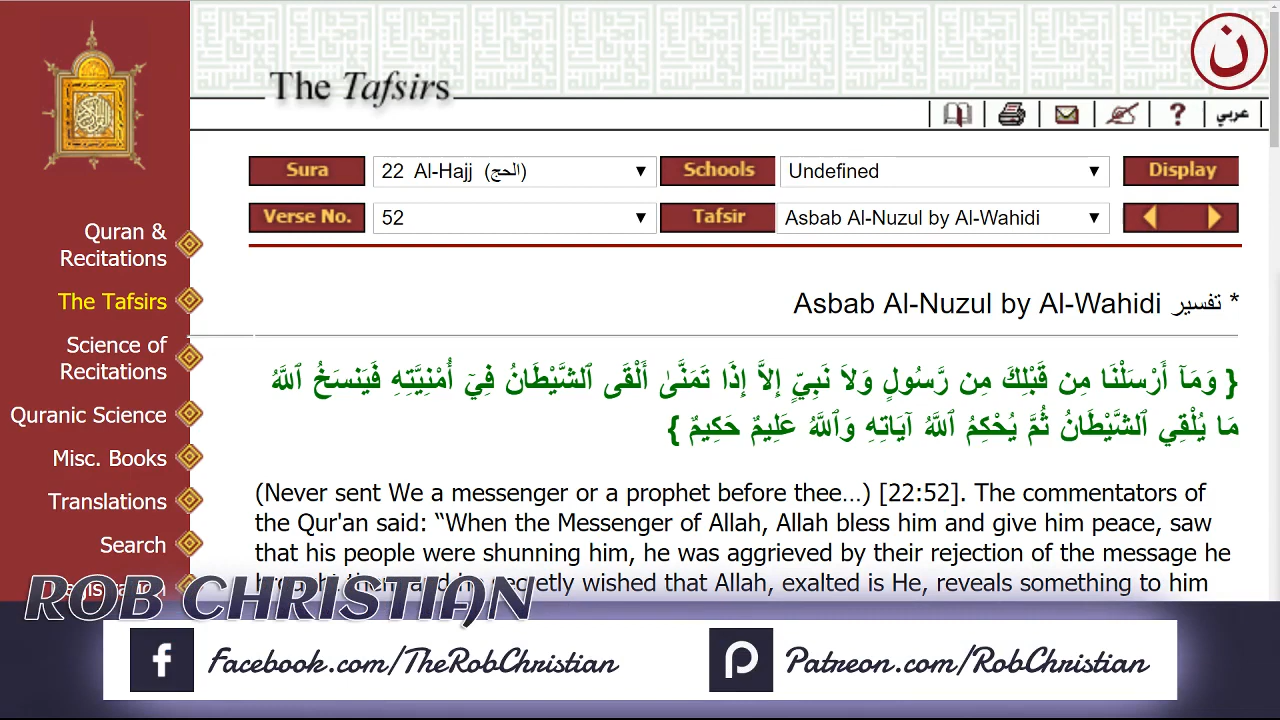 The Tafsirs
ن
عربي
Sura
22 Al-Hajj (الحج)
Schools
Undefined
Display
Verse No.
52
Tafsir
Asbab Al-Nuzul by Al-Wahidi
Quran &
Recitations
The Tafsirs
Science of
Recitations
Quranic Science
Misc. Books
Translations
Search
* تفسير Asbab Al-Nuzul by Al-Wahidi
{ وَمَآ أَرْسَلْنَا مِن قَبْلِكَ مِن رَّسُولٍ وَلاَ نَبِيٍّ إِلاَّ إِذَا تَمَنَّىٰ أَلْقَى ٱلشَّيْطَانُ فِيۤ أُمْنِيَّتِهِ فَيَنسَخُ ٱللَّهُ
مَا يُلْقِي ٱلشَّيْطَانُ ثُمَّ يُحْكِمُ ٱللَّهُ آيَاتِهِ وَٱللَّهُ عَلِيمٌ حَكِيمٌ }
(Never sent We a messenger or a prophet before thee…) [22:52]. The commentators of
the Qur'an said: “When the Messenger of Allah, Allah bless him and give him peace, saw
that his people were shunning him, he was aggrieved by their rejection of the message he
secretly wished that Allah, exalted is He, reveals something to him
ROB CHRISTIAN
Facebook.com/TheRobChristian
Patreon.com/RobChristian